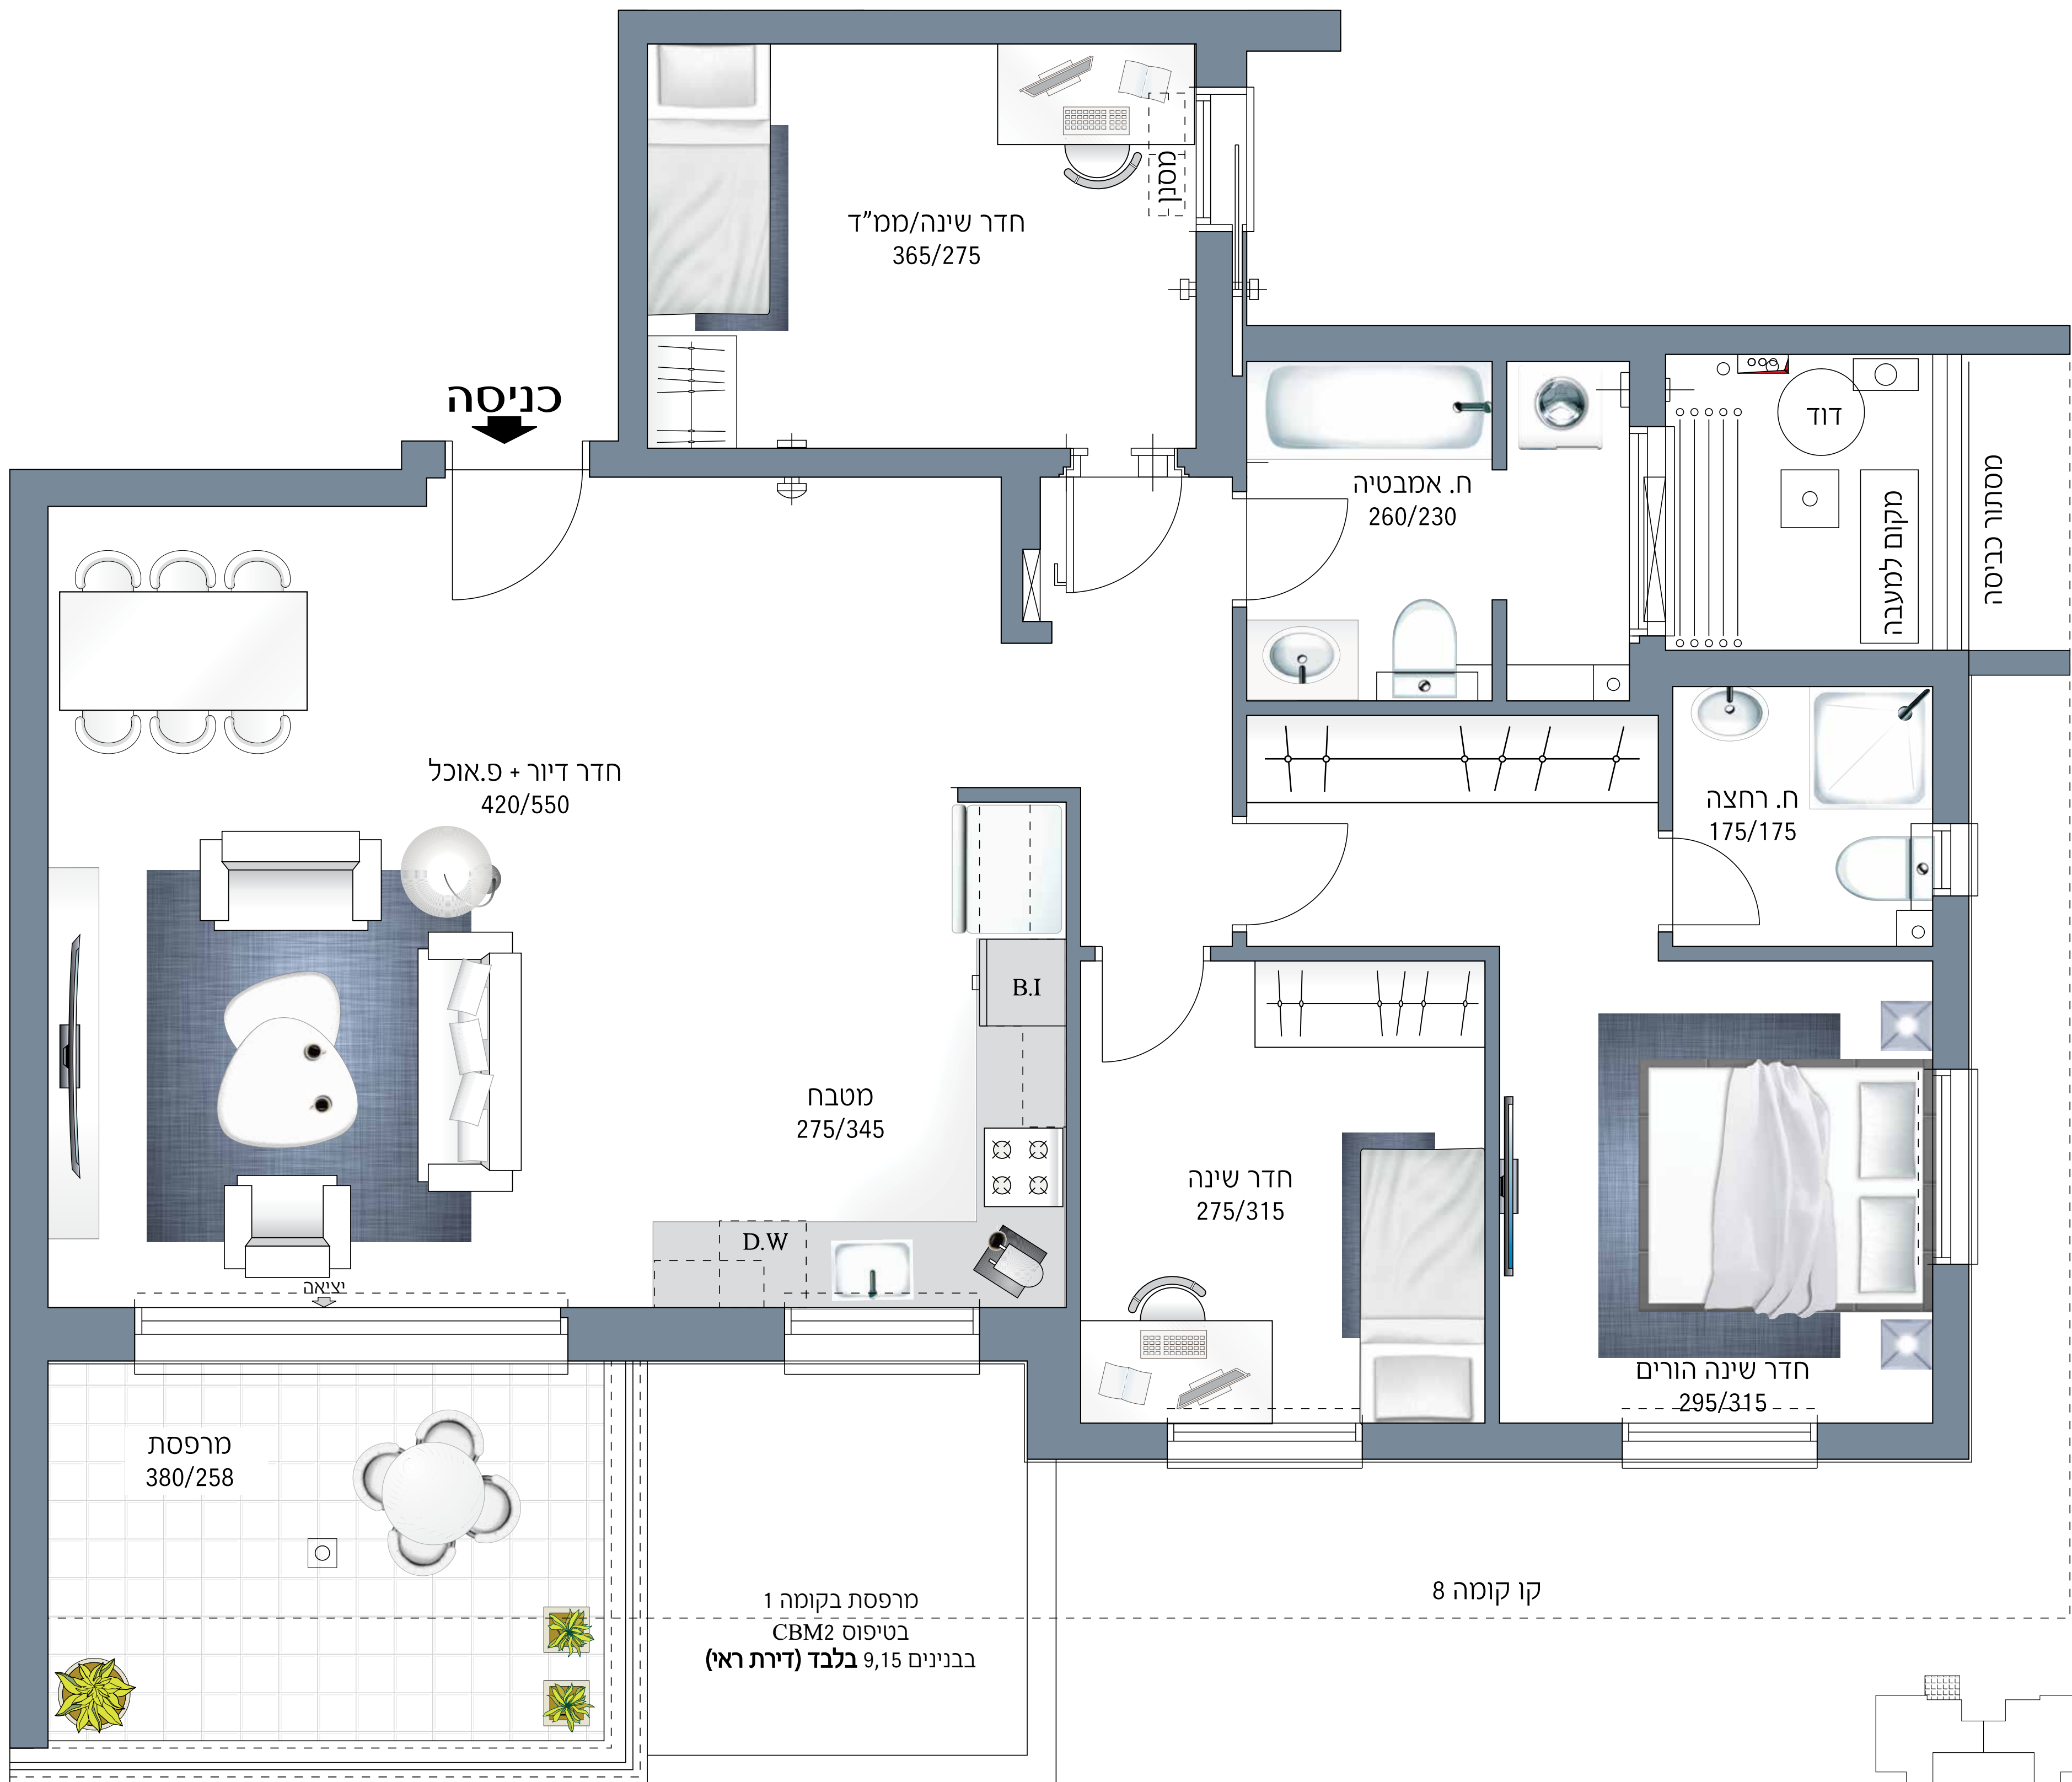 חדר שינה/ממ"ד
365/275
מסנן
כניסה
דוד
מקום למעבה
מסתור כביסה
ח. אמבטיה
260/230
חדר דיור + פ.אוכל
420/550
ח. רחצה
175/175
B.I
מטבח
275/345
חדר שינה
275/315
D.W
יציאה
חדר שינה הורים
295/315
מרפסת
380/258
מרפסת בקומה 1
בטיפוס CBM2
בבנינים 9,15 בלבד (דירת ראי)
קו קומה 8